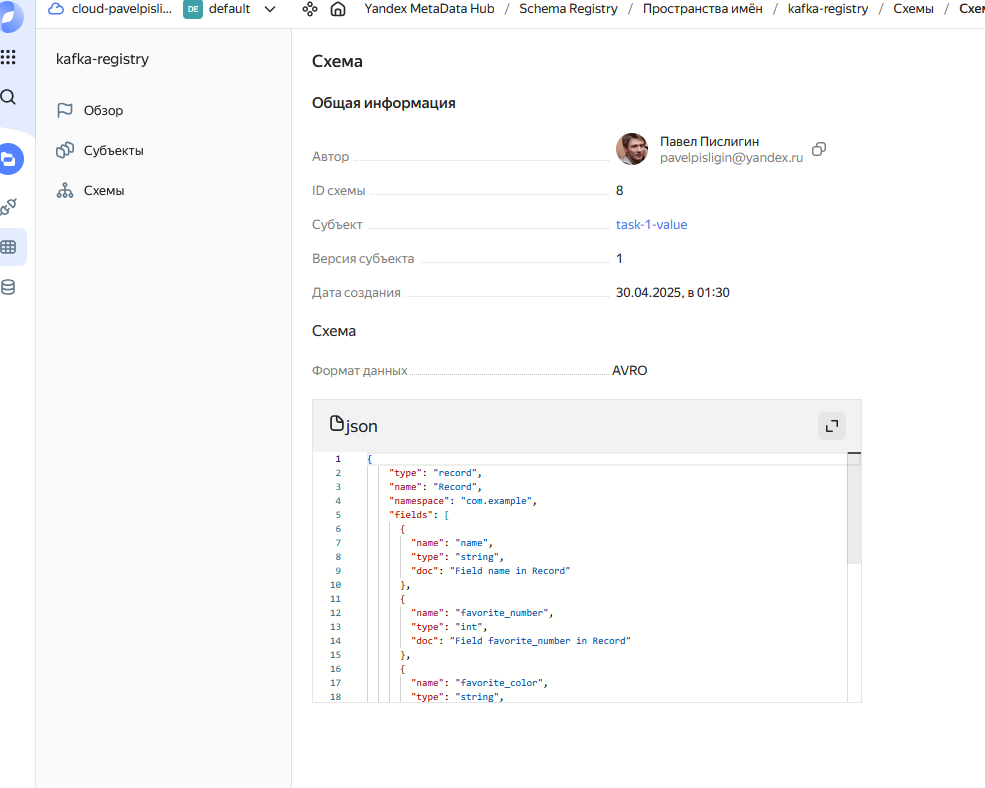 cloud-pavelpisli... DE default Yandex MetaData Hub / Schema Registry / Пространства имён / kafka-registry / Схемы /
kafka-registry
Обзор
Субъекты
Схемы
Схема
Общая информация
Автор Павел Пислигин
pavelpisligin@yandex.ru
ID схемы 8
Субъект task-1-value
Версия субъекта 1
Дата создания 30.04.2025, в 01:30
Схема
Формат данных AVRO
json
1 {
2 "type": "record",
3 "name": "Record",
4 "namespace": "com.example",
5 "fields": [
6 {
7 "name": "name",
8 "type": "string",
9 "doc": "Field name in Record"
10 },
11 {
12 "name": "favorite_number",
13 "type": "int",
14 "doc": "Field favorite_number in Record"
15 },
16 {
17 "name": "favorite_color",
18 "type": "string",